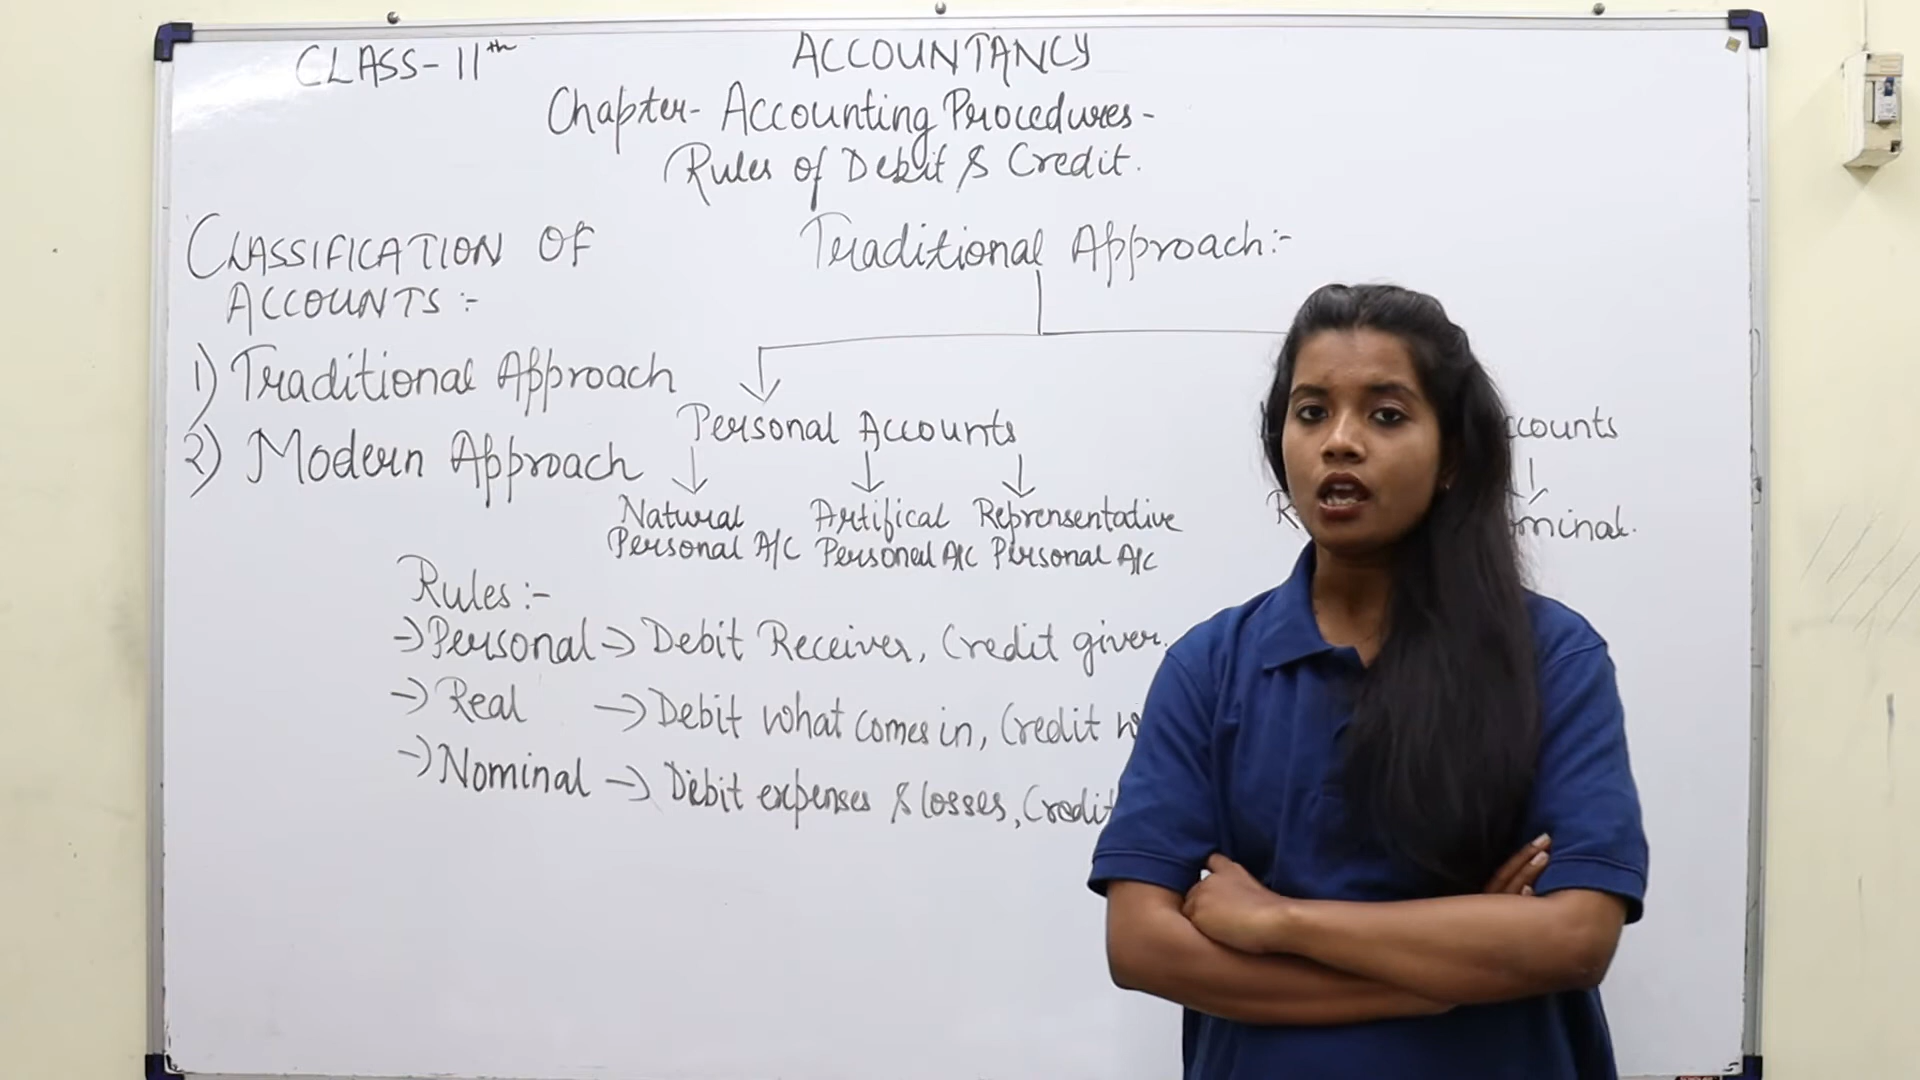 CLASS-11th
ACCOUNTANCY
Chapter- Accounting Procedures-
Rules of Debit & Credit.
CLASSIFICATION OF
ACCOUNTS :-
1) Traditional Approach
2) Modern Approach
Traditional Approach:-
Personal Accounts
Natural
Personal A/C
Artifical
Personal A/C
Reprensentative
Personal A/C
Rules :-
→ Personal → Debit Receiver, Credit giver.
→ Real → Debit what comes in, Credit
→ Nominal → Debit expenses & losses, Credit